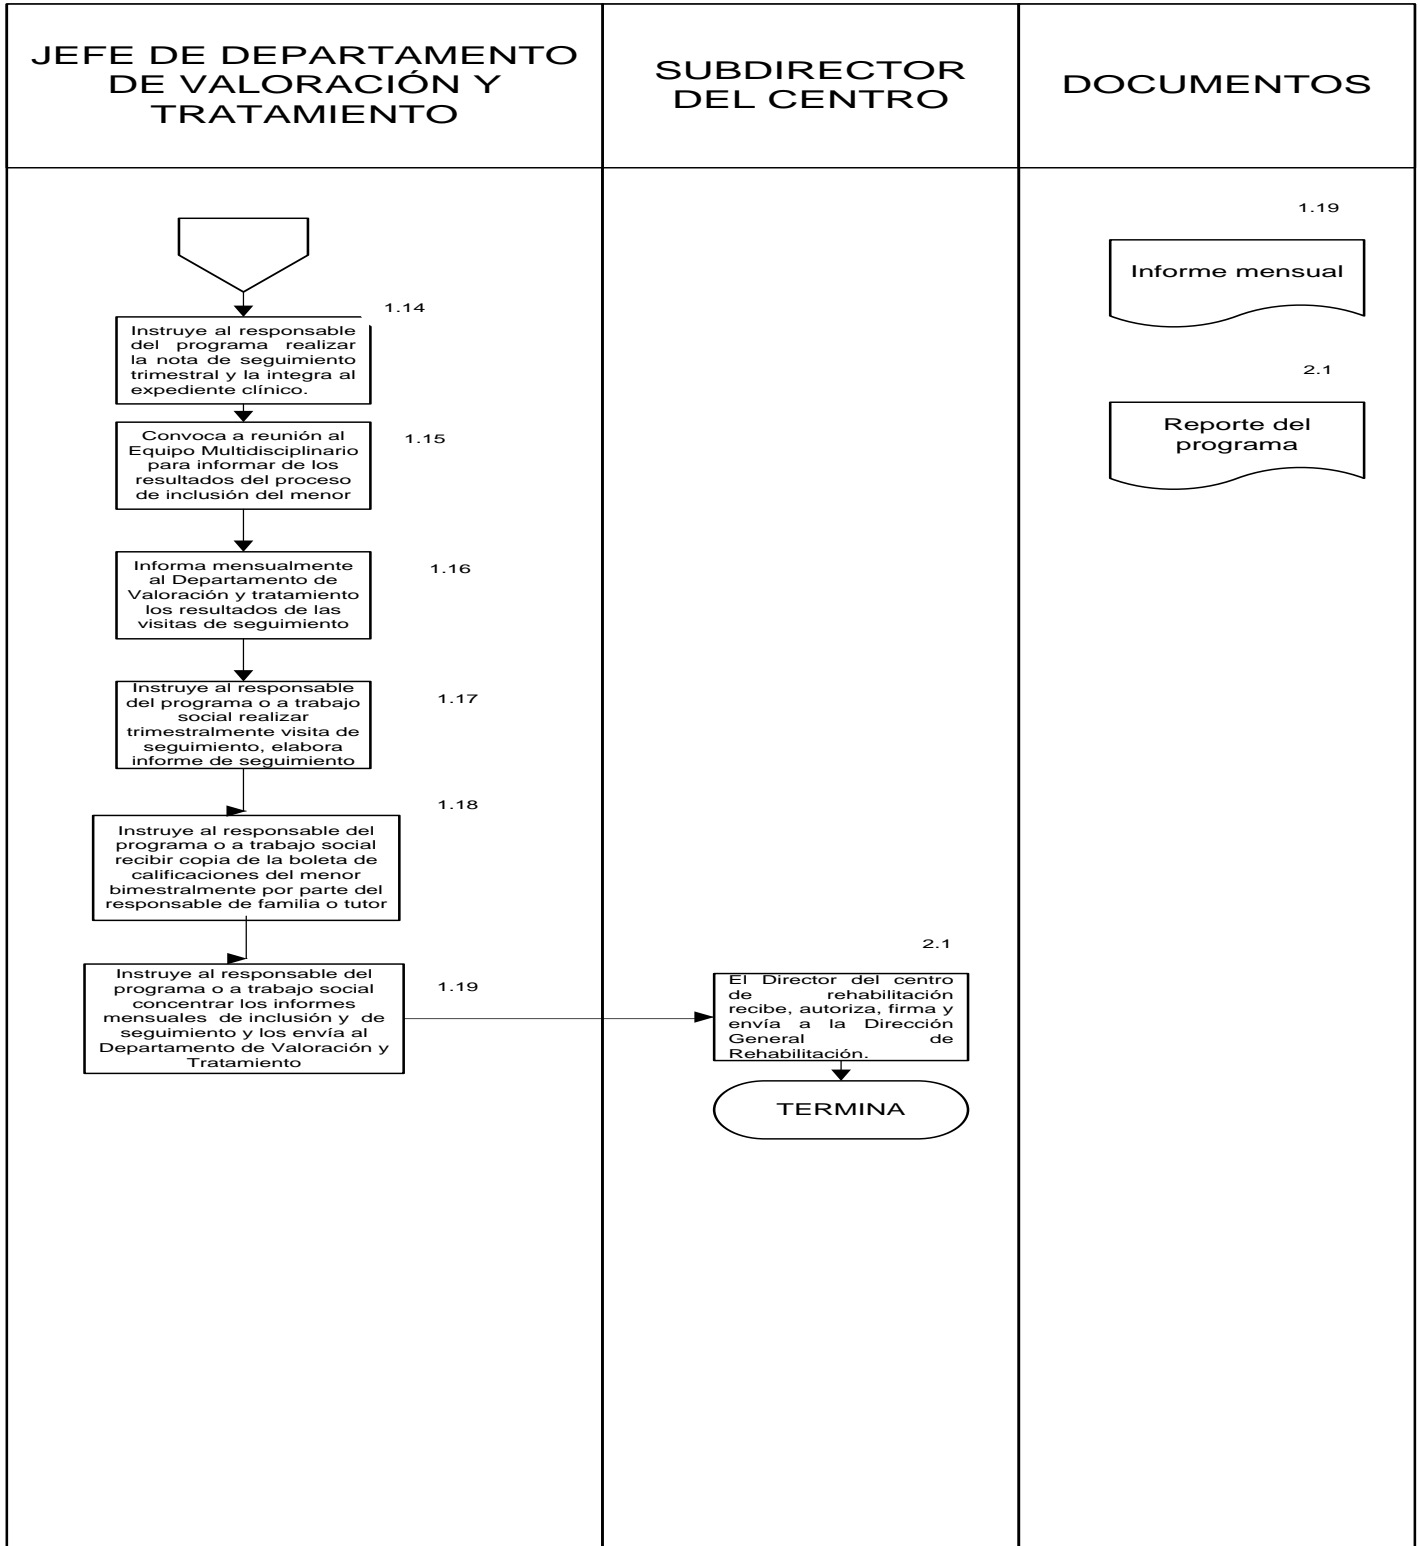 JEFE DE DEPARTAMENTO
DE VALORACIÓN Y
TRATAMIENTO
SUBDIRECTOR
DEL CENTRO
DOCUMENTOS
1.14
Instruye al responsable
del programa realizar
la nota de seguimiento
trimestral y la integra al
expediente clínico.
1.15
Convoca a reunión al
Equipo Multidisciplinario
para informar de los
resultados del proceso
de inclusión del menor
1.16
Informa mensualmente
al Departamento de
Valoración y tratamiento
los resultados de las
visitas de seguimiento
1.17
Instruye al responsable
del programa o a trabajo
social realizar
trimestralmente visita de
seguimiento, elabora
informe de seguimiento
1.18
Instruye al responsable del
programa o a trabajo social
recibir copia de la boleta de
calificaciones del menor
bimestralmente por parte del
responsable de familia o tutor
1.19
Instruye al responsable del
programa o a trabajo social
concentrar los informes
mensuales de inclusión y de
seguimiento y los envía al
Departamento de Valoración y
Tratamiento
2.1
El Director del centro
de rehabilitación
recibe, autoriza, firma y
envía a la Dirección
General de
Rehabilitación.
TERMINA
1.19
Informe mensual
2.1
Reporte del
programa